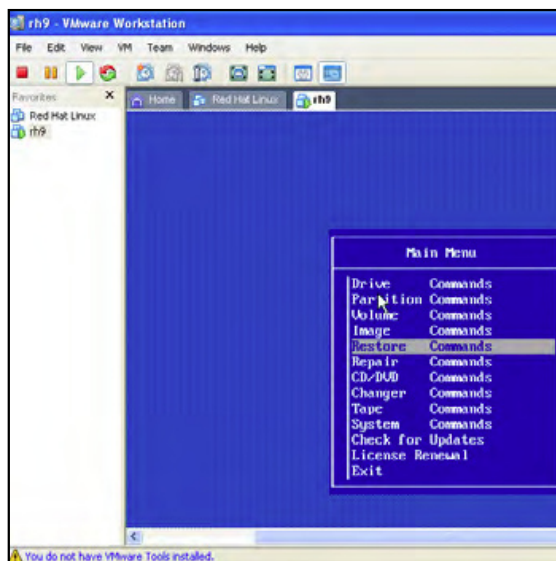 rh9 - VMware Workstation
File Edit View VM Team Windows Help
Favorites X Home Red Hat Linux rh9
Red Hat Linux
rh9
Main Menu
Drive Commands
Partition Commands
Volume Commands
Image Commands
Restore Commands
Repair Commands
CD/DVD Commands
Changer Commands
Tape Commands
System Commands
Check for Updates
License Renewal
Exit
You do not have VMware Tools installed.